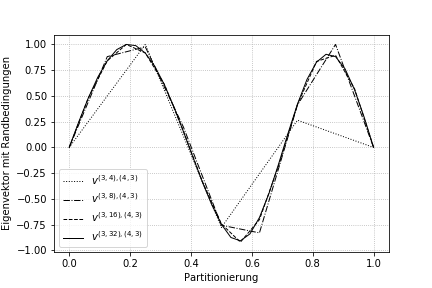 Eigenvektor mit Randbedingungen
1.00
0.75
0.50
0.25
0.00
−0.25
−0.50
−0.75
−1.00
v^(3,4),(4,3)
v^(3,8),(4,3)
v^(3,16),(4,3)
v^(3,32),(4,3)
0.0 0.2 0.4 0.6 0.8 1.0
Partitionierung